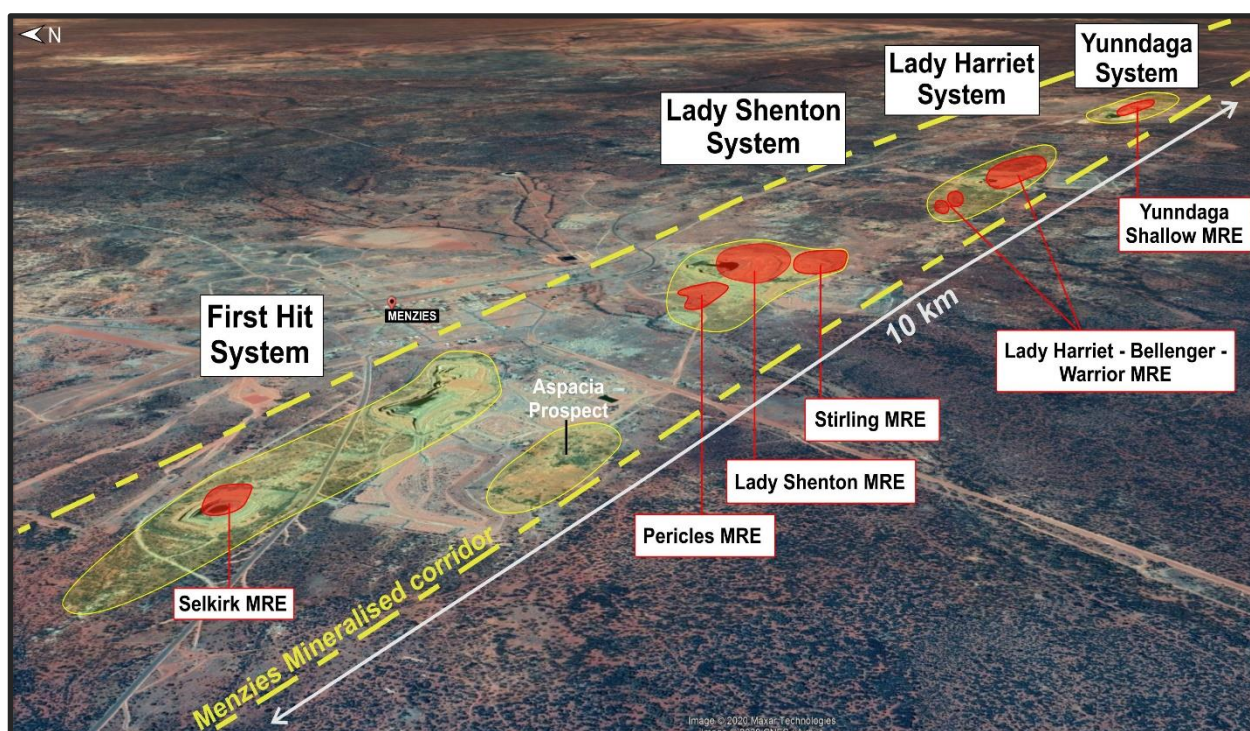 N
Yunndaga
System
Lady Harriet
System
Lady Shenton
System
First Hit
System
MENZIES
Aspacia
Prospect
10 km
Yunndaga
Shallow MRE
Lady Harriet - Bellenger -
Warrior MRE
Stirling MRE
Lady Shenton MRE
Pericles MRE
Selkirk MRE
Menzies Mineralised corridor
Image © 2020 Maxar Technologies